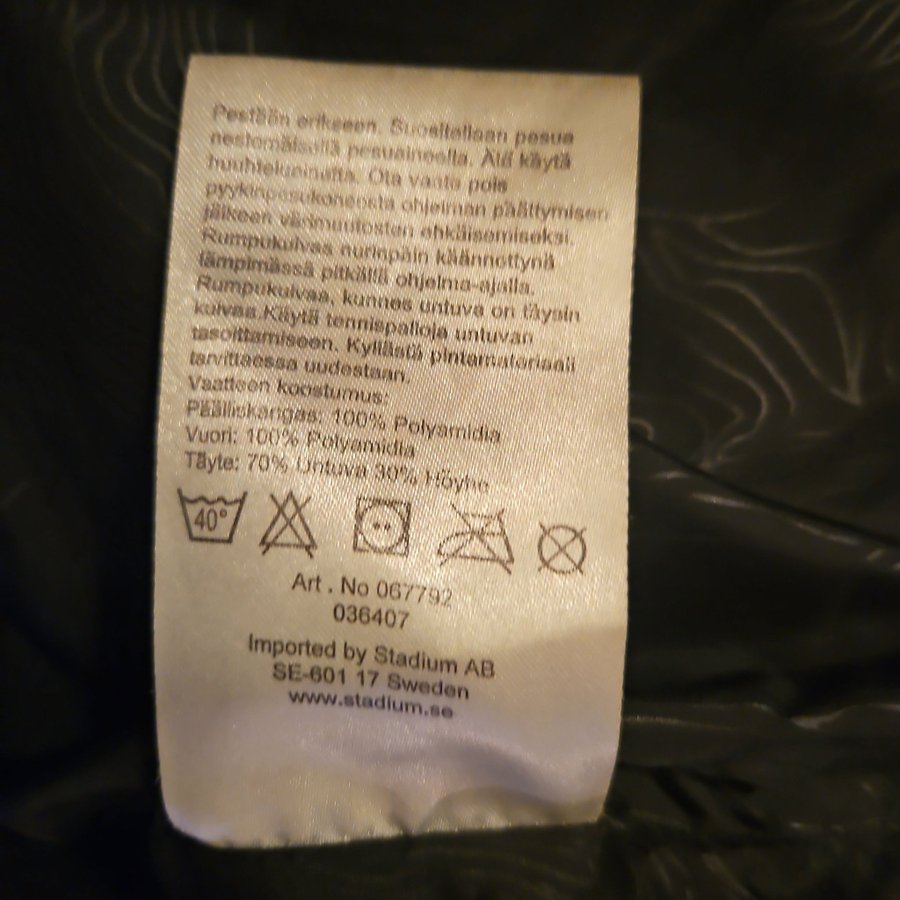 Pestään erikseen. Suositellaan pesua
nestemäisellä pesuaineella. Älä käytä
huuhteluainetta. Ota vaate pois
pyykinpesukoneesta ohjelman päättymisen
jälkeen värimuutosten ehkäisemiseksi.
Rumpukuivaa nurinpäin käännettynä
lämpimässä pitkällä ohjelma-ajalla.
Rumpukuivaa, kunnes untuva on täysin
kuivaa.Käytä tennispalloja untuvan
tasoittamiseen. Kyllästä pintamateriaali
tarvittaessa uudestaan.
Vaatteen koostumus:
Päälliskangas: 100% Polyamidia
Vuori: 100% Polyamidia
Täyte: 70% Untuva 30% Höyhe
40°
Art . No 067792
036407
Imported by Stadium AB
SE-601 17 Sweden
www.stadium.se